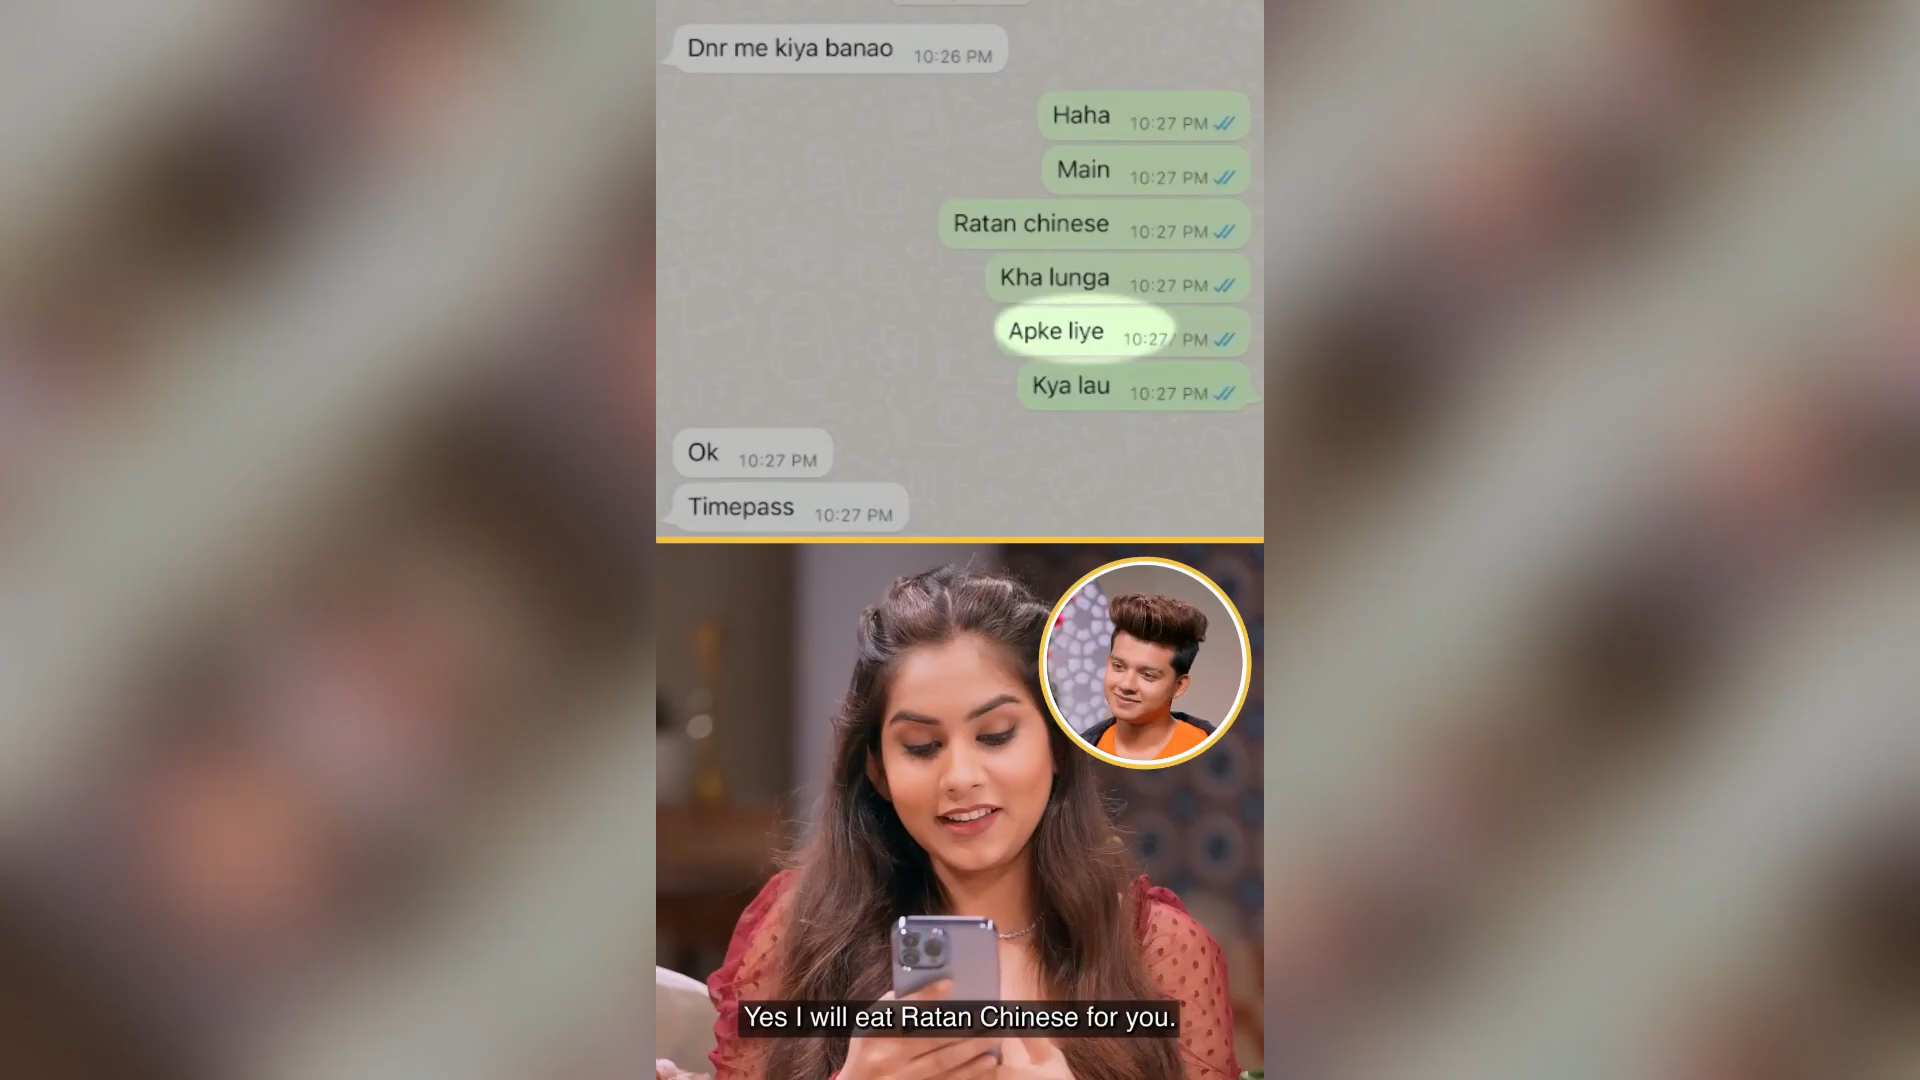 Dnr me kiya banao 10:26 PM
Haha 10:27 PM
Main 10:27 PM
Ratan chinese 10:27 PM
Kha lunga 10:27 PM
Apke liye 10:27 PM
Kya lau 10:27 PM
Ok 10:27 PM
Timepass 10:27 PM
Yes I will eat Ratan Chinese for you.